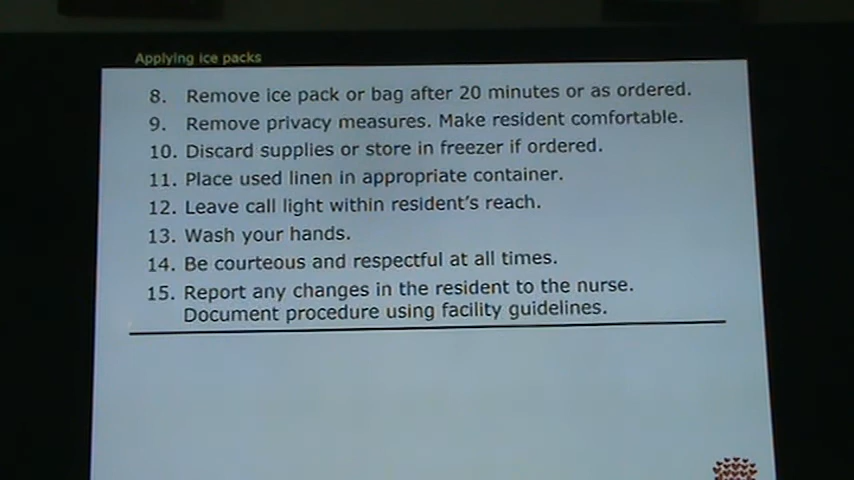 Applying ice packs
8. Remove ice pack or bag after 20 minutes or as ordered.
9. Remove privacy measures. Make resident comfortable.
10. Discard supplies or store in freezer if ordered.
11. Place used linen in appropriate container.
12. Leave call light within resident's reach.
13. Wash your hands.
14. Be courteous and respectful at all times.
15. Report any changes in the resident to the nurse.
Document procedure using facility guidelines.